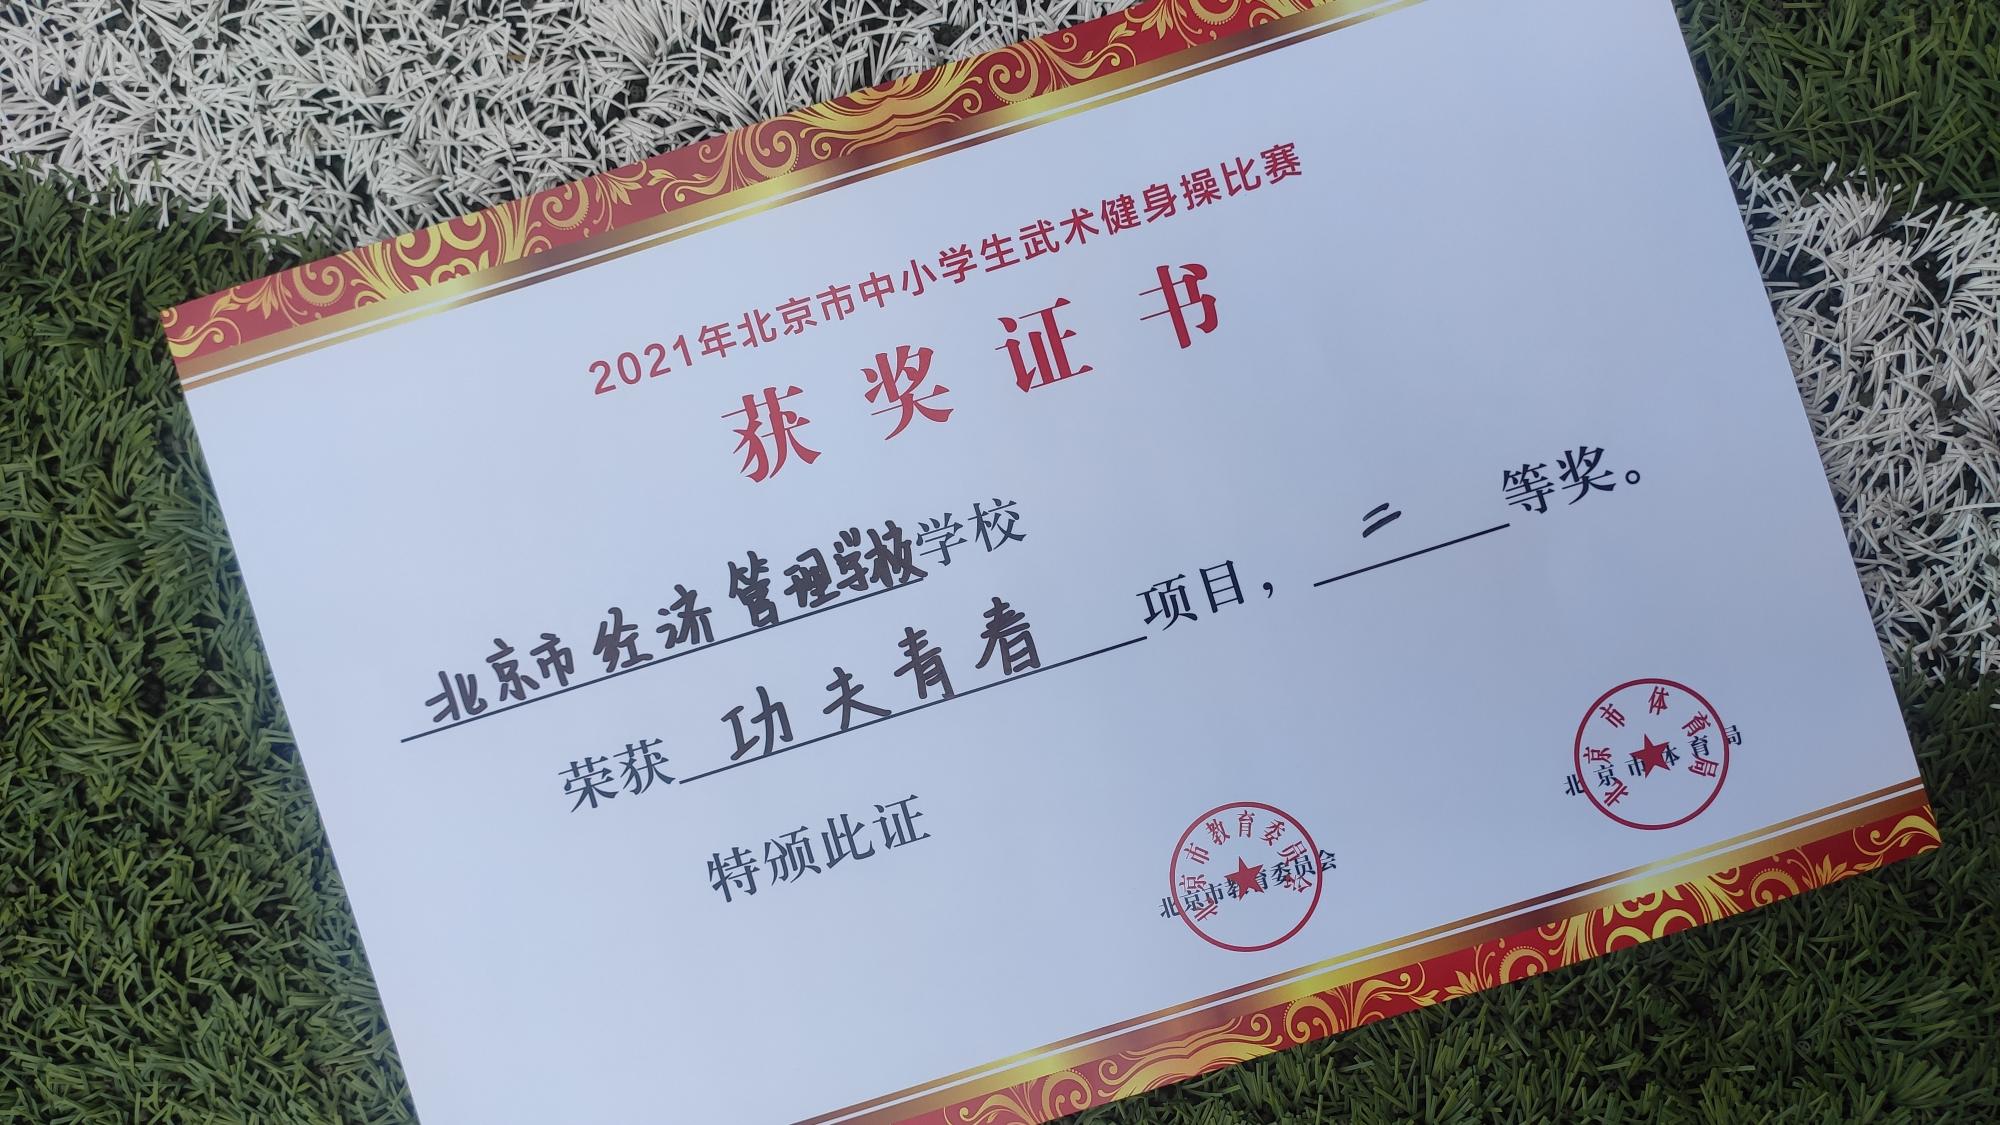 2021年北京市中小学生武术健身操比赛
获奖证书
北京市经济管理学校学校
荣获功夫青春项目，二等奖。
特颁此证
北京市教育委员会
北京市教育委员会
北京市体育局
北京市体育局